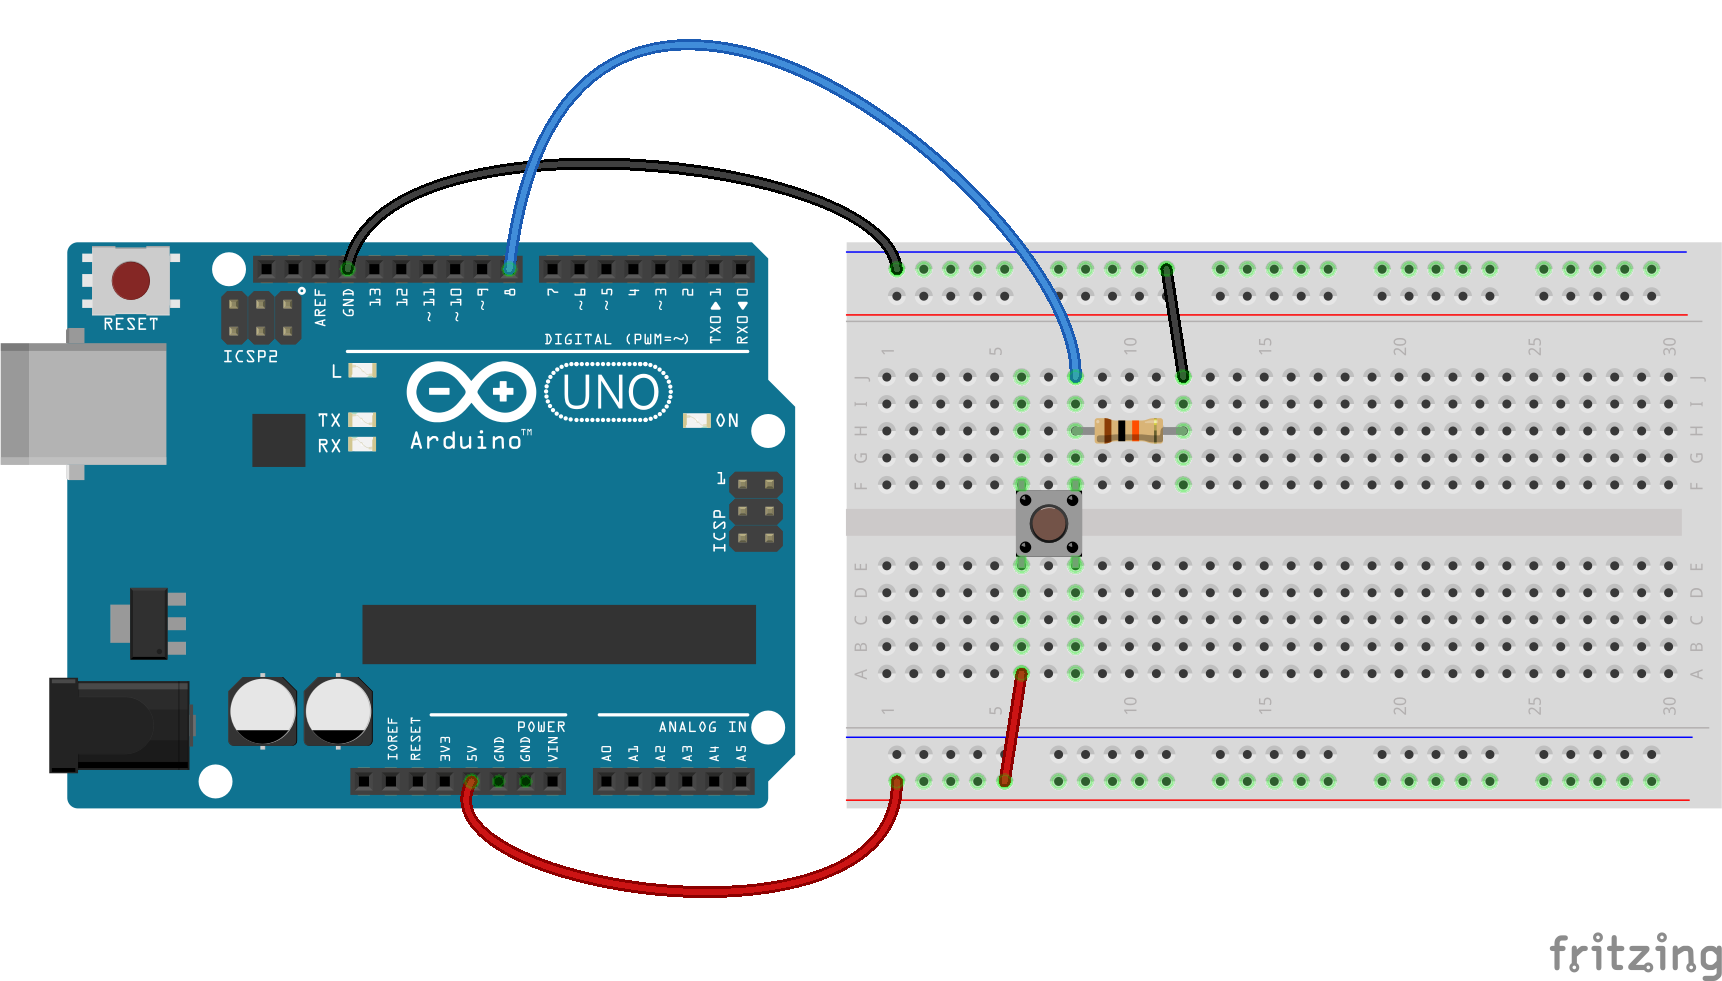 RESET
ICSP2
AREF
GND
13
12
~11
~10
~9
8
7
~6
~5
4
~3
2
TX0▶1
RX0◀0
DIGITAL (PWM=~)
L
TX
RX
UNO
Arduino™
ON
1
ICSP
IOREF
RESET
3V3
5V
GND
GND
VIN
POWER
ANALOG IN
A0
A1
A2
A3
A4
A5
1 5 10 15 20 25 30
J J
I I
H H
G G
F F
E E
D D
C C
B B
A A
1 5 10 15 20 25 30
fritzing